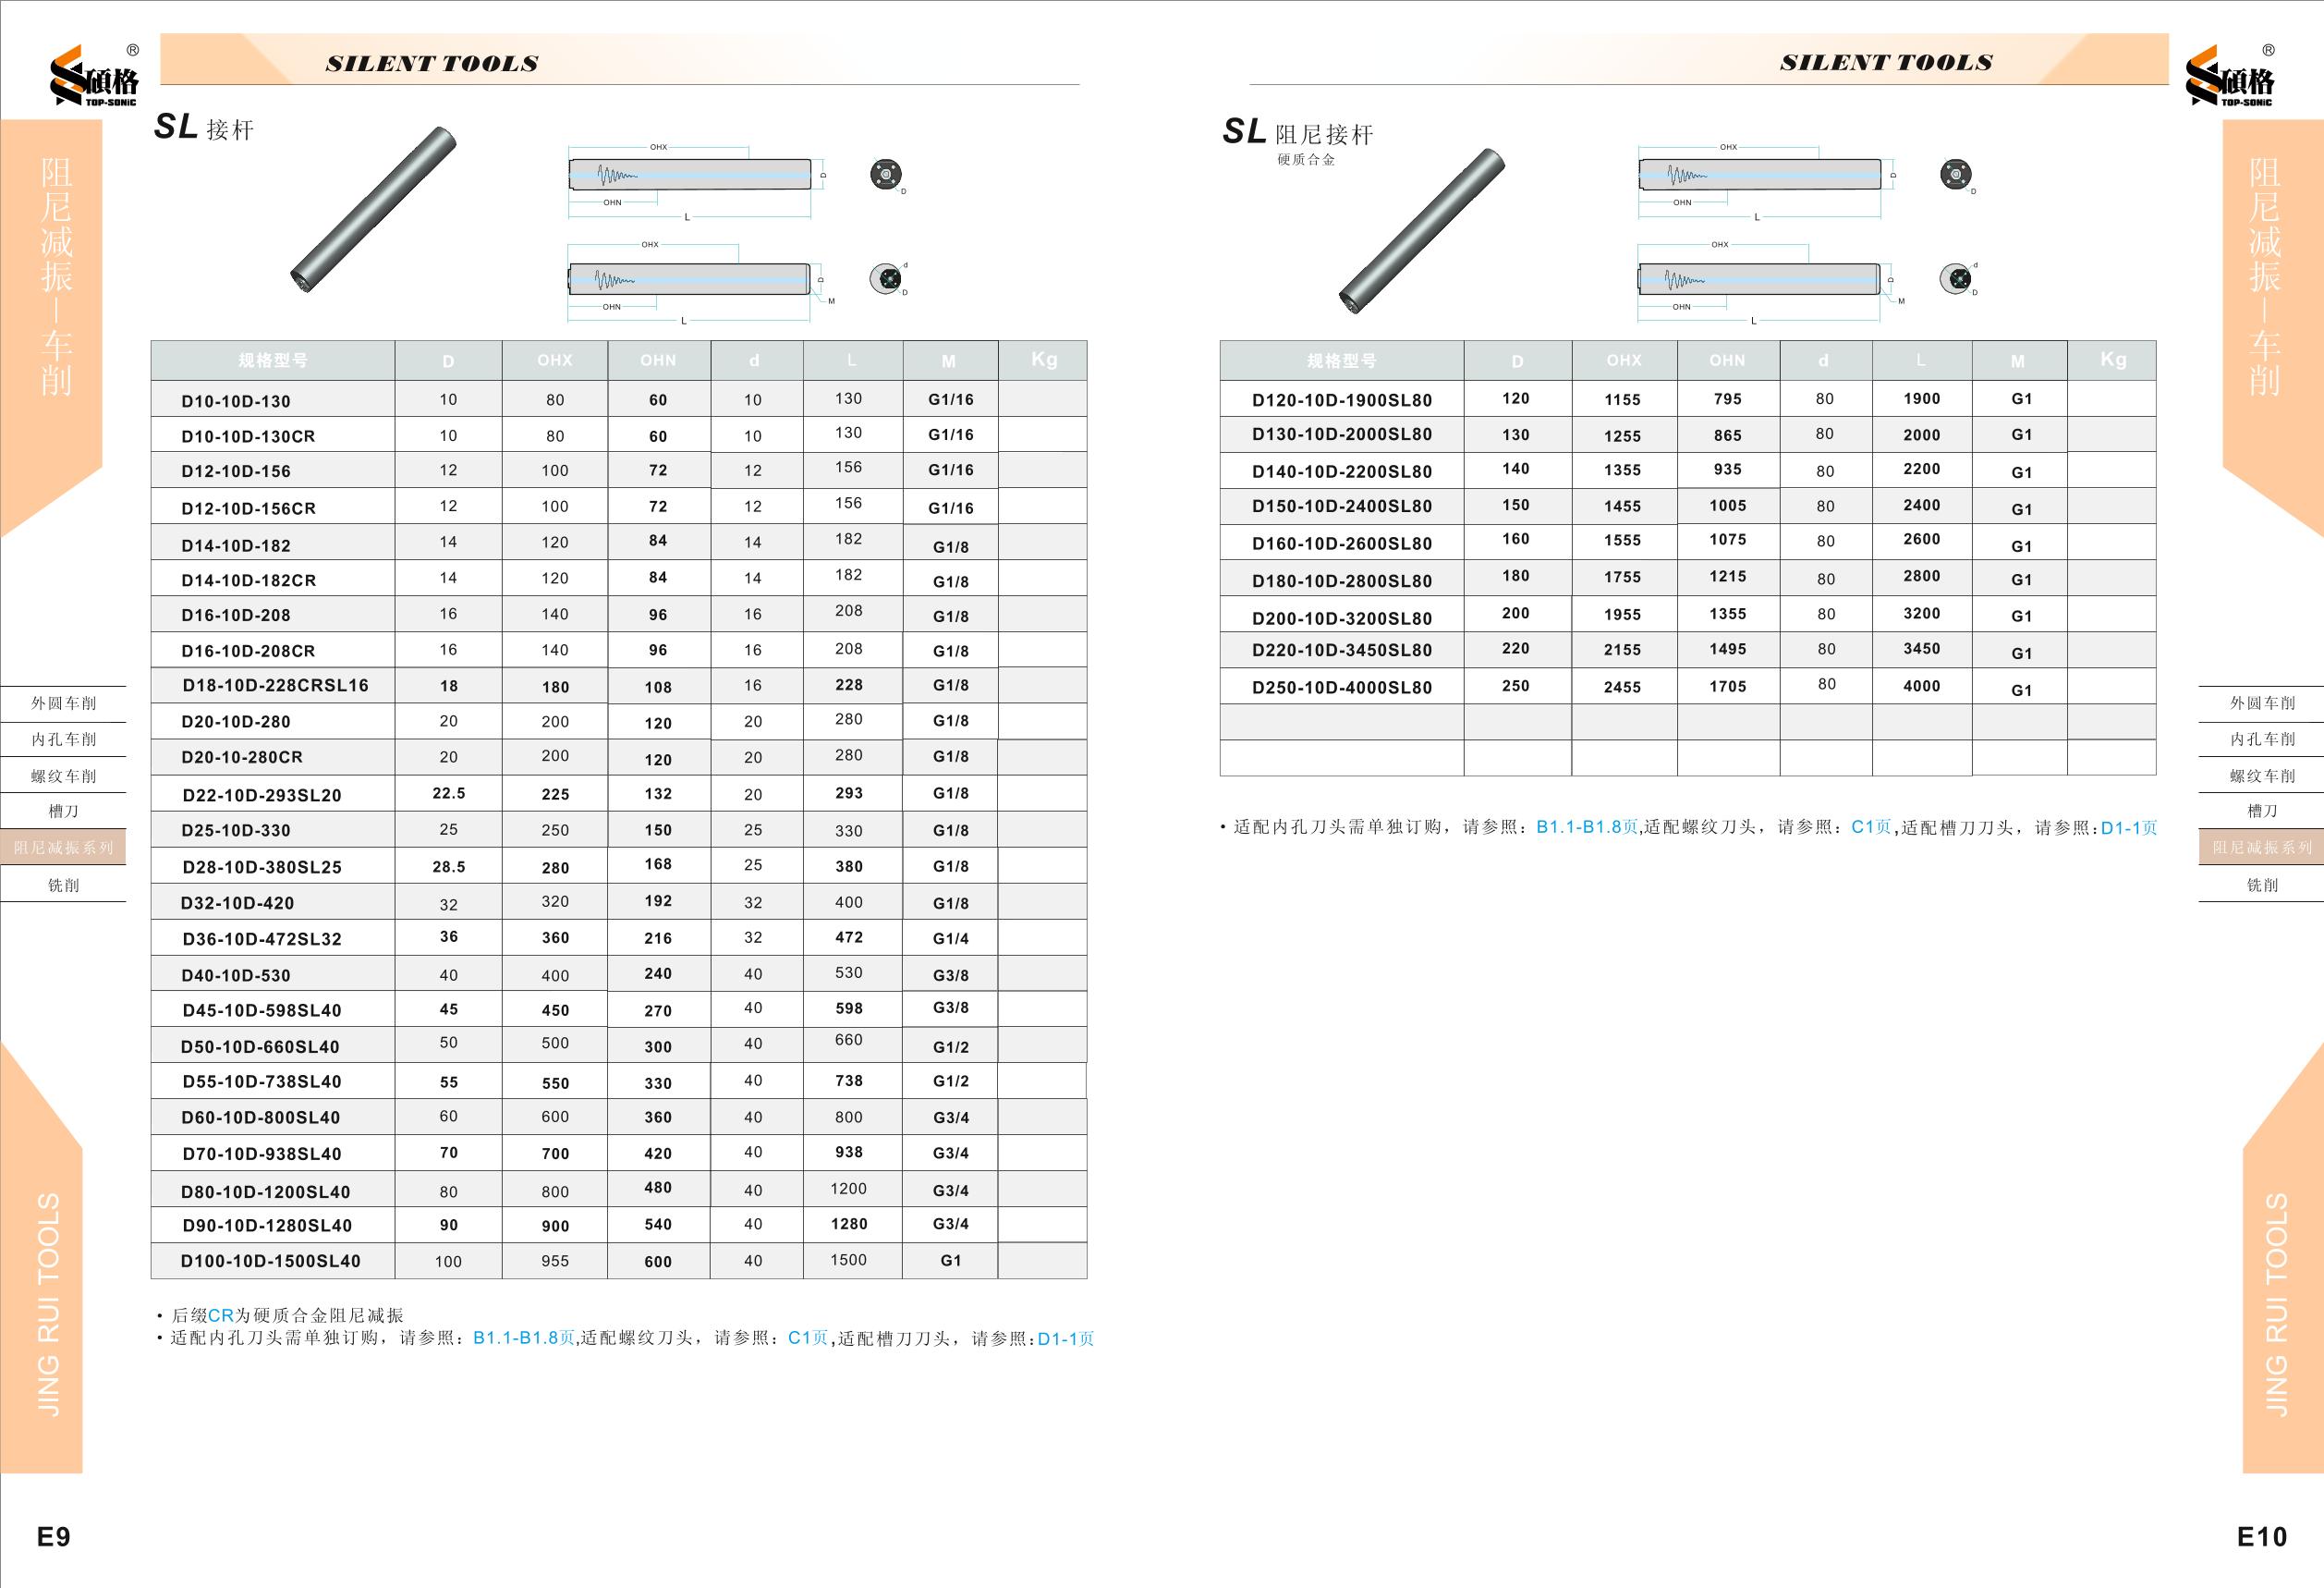 碩格
TOP-SONIC
®
SILENT TOOLS
阻尼减振—车削
SL 接杆
OHX
OHN
L
D
D
OHX
OHN
L
D
M
d
D
规格型号 D OHX OHN d L M Kg
D10-10D-130 10 80 60 10 130 G1/16
D10-10D-130CR 10 80 60 10 130 G1/16
D12-10D-156 12 100 72 12 156 G1/16
D12-10D-156CR 12 100 72 12 156 G1/16
D14-10D-182 14 120 84 14 182 G1/8
D14-10D-182CR 14 120 84 14 182 G1/8
D16-10D-208 16 140 96 16 208 G1/8
D16-10D-208CR 16 140 96 16 208 G1/8
D18-10D-228CRSL16 18 180 108 16 228 G1/8
D20-10D-280 20 200 120 20 280 G1/8
D20-10-280CR 20 200 120 20 280 G1/8
D22-10D-293SL20 22.5 225 132 20 293 G1/8
D25-10D-330 25 250 150 25 330 G1/8
D28-10D-380SL25 28.5 280 168 25 380 G1/8
D32-10D-420 32 320 192 32 400 G1/8
D36-10D-472SL32 36 360 216 32 472 G1/4
D40-10D-530 40 400 240 40 530 G3/8
D45-10D-598SL40 45 450 270 40 598 G3/8
D50-10D-660SL40 50 500 300 40 660 G1/2
D55-10D-738SL40 55 550 330 40 738 G1/2
D60-10D-800SL40 60 600 360 40 800 G3/4
D70-10D-938SL40 70 700 420 40 938 G3/4
D80-10D-1200SL40 80 800 480 40 1200 G3/4
D90-10D-1280SL40 90 900 540 40 1280 G3/4
D100-10D-1500SL40 100 955 600 40 1500 G1
• 后缀CR为硬质合金阻尼减振
• 适配内孔刀头需单独订购，请参照：B1.1-B1.8页,适配螺纹刀头，请参照：C1页,适配槽刀刀头，请参照:D1-1页
外圆车削
内孔车削
螺纹车削
槽刀
阻尼减振系列
铣削
JING RUI TOOLS
E9
SILENT TOOLS
碩格
TOP-SONIC
®
阻尼减振—车削
SL 阻尼接杆
硬质合金
OHX
OHN
L
D
D
OHX
OHN
L
D
M
d
D
规格型号 D OHX OHN d L M Kg
D120-10D-1900SL80 120 1155 795 80 1900 G1
D130-10D-2000SL80 130 1255 865 80 2000 G1
D140-10D-2200SL80 140 1355 935 80 2200 G1
D150-10D-2400SL80 150 1455 1005 80 2400 G1
D160-10D-2600SL80 160 1555 1075 80 2600 G1
D180-10D-2800SL80 180 1755 1215 80 2800 G1
D200-10D-3200SL80 200 1955 1355 80 3200 G1
D220-10D-3450SL80 220 2155 1495 80 3450 G1
D250-10D-4000SL80 250 2455 1705 80 4000 G1
• 适配内孔刀头需单独订购，请参照：B1.1-B1.8页,适配螺纹刀头，请参照：C1页,适配槽刀刀头，请参照:D1-1页
外圆车削
内孔车削
螺纹车削
槽刀
阻尼减振系列
铣削
JING RUI TOOLS
E10